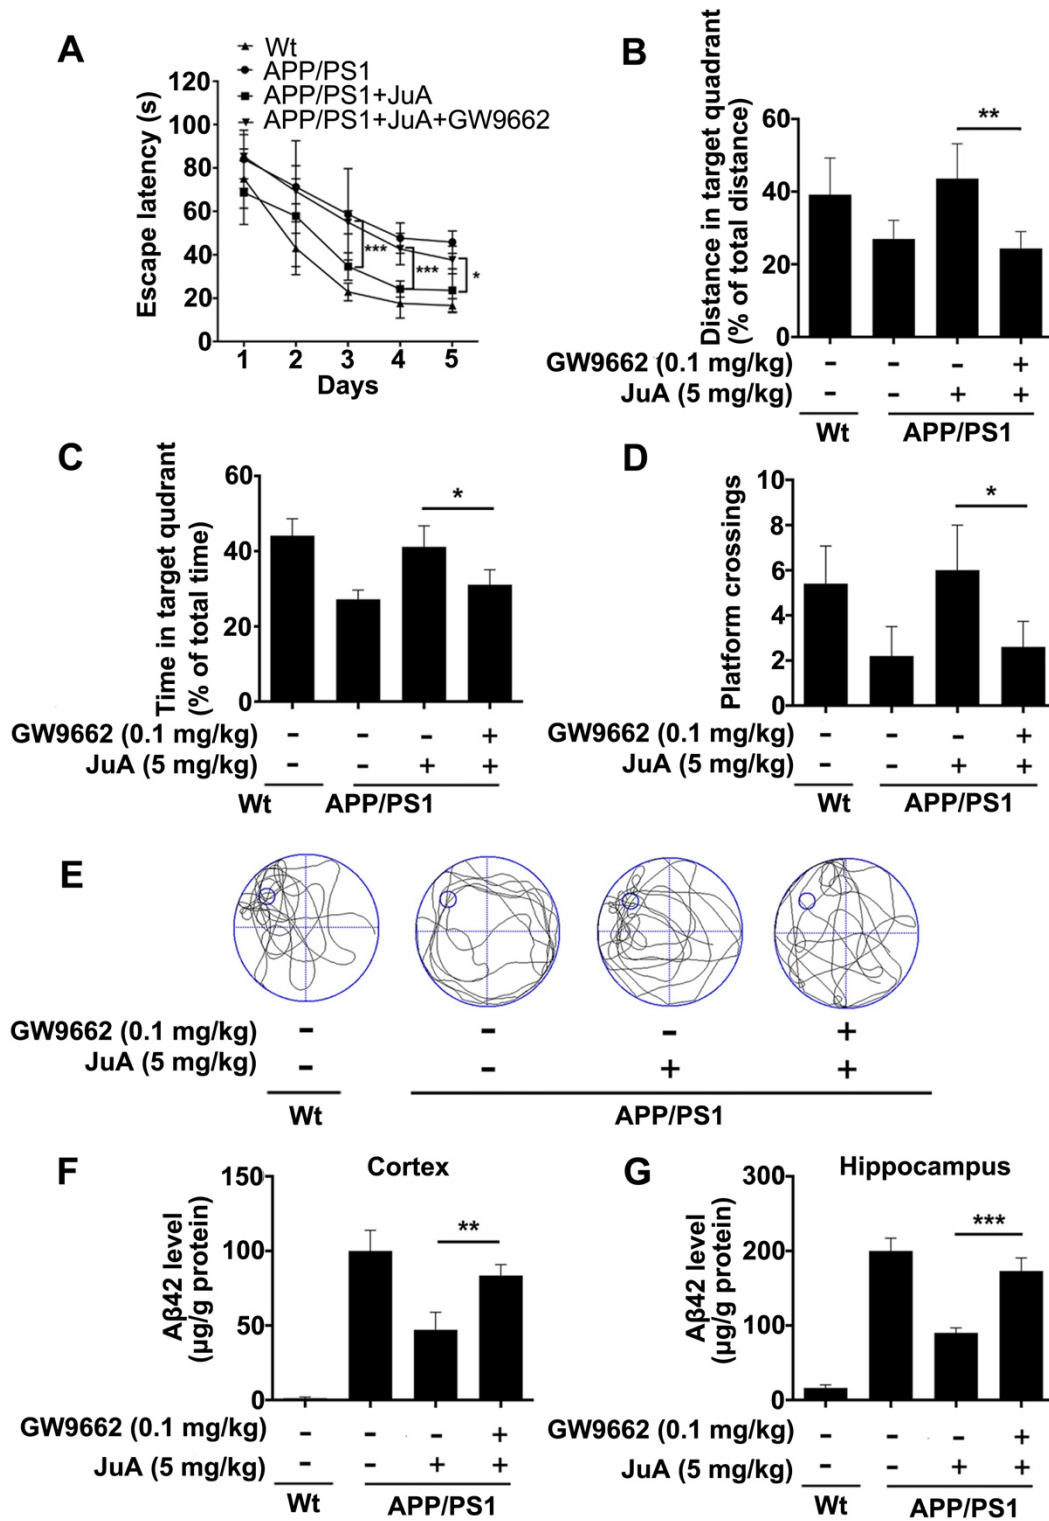 A
Wt
APP/PS1
APP/PS1+JuA
APP/PS1+JuA+GW9662
Escape latency (s)
120
100
80
60
40
20
0
***
***
*
1 2 3 4 5
Days
B
Distance in target quadrant
(% of total distance)
60
40
20
0
**
GW9662 (0.1 mg/kg) - - - +
JuA (5 mg/kg) - - + +
Wt APP/PS1
C
Time in target qudrant
(% of total time)
60
40
20
0
*
GW9662 (0.1 mg/kg) - - - +
JuA (5 mg/kg) - - + +
Wt APP/PS1
D
Platform crossings
10
8
6
4
2
0
*
GW9662 (0.1 mg/kg) - - - +
JuA (5 mg/kg) - - + +
Wt APP/PS1
E
GW9662 (0.1 mg/kg) - - - +
JuA (5 mg/kg) - - + +
Wt APP/PS1
F
Cortex
Aβ42 level
(µg/g protein)
150
100
50
0
**
GW9662 (0.1 mg/kg) - - - +
JuA (5 mg/kg) - - + +
Wt APP/PS1
G
Hippocampus
Aβ42 level
(µg/g protein)
300
200
100
0
***
GW9662 (0.1 mg/kg) - - - +
JuA (5 mg/kg) - - + +
Wt APP/PS1